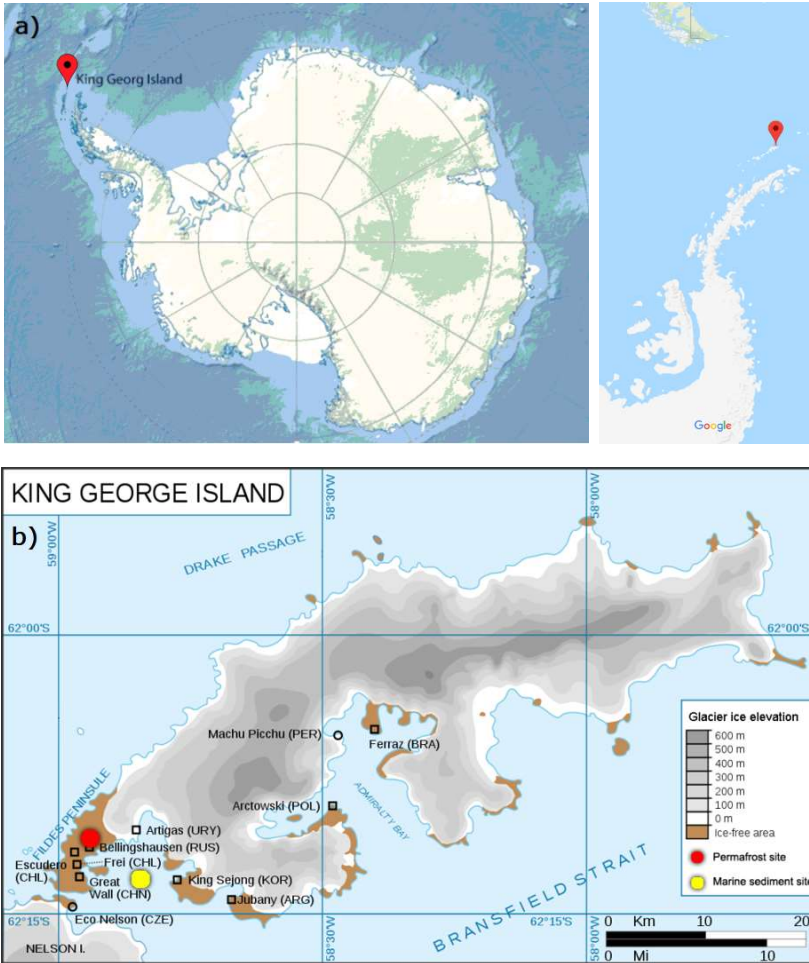 a)
King Georg Island
Google
KING GEORGE ISLAND
b)
59°00'W
58°30'W
58°00'W
DRAKE PASSAGE
62°00'S
62°00'S
Machu Picchu (PER)
Ferraz (BRA)
Arctowski (POL)
ADMIRALTY BAY
FILDES PENINSULE
Artigas (URY)
Bellingshausen (RUS)
Escudero
(CHL)
Frei (CHL)
Great
Wall (CHN)
King Sejong (KOR)
Jubany (ARG)
Eco Nelson (CZE)
62°15'S
NELSON I.
58°30'W
BRANSFIELD STRAIT
62°15'S
58°00'W
Glacier ice elevation
600 m
500 m
400 m
300 m
200 m
100 m
0 m
Ice-free area
Permafrost site
Marine sediment site
0 Km 10 20
0 Mi 10